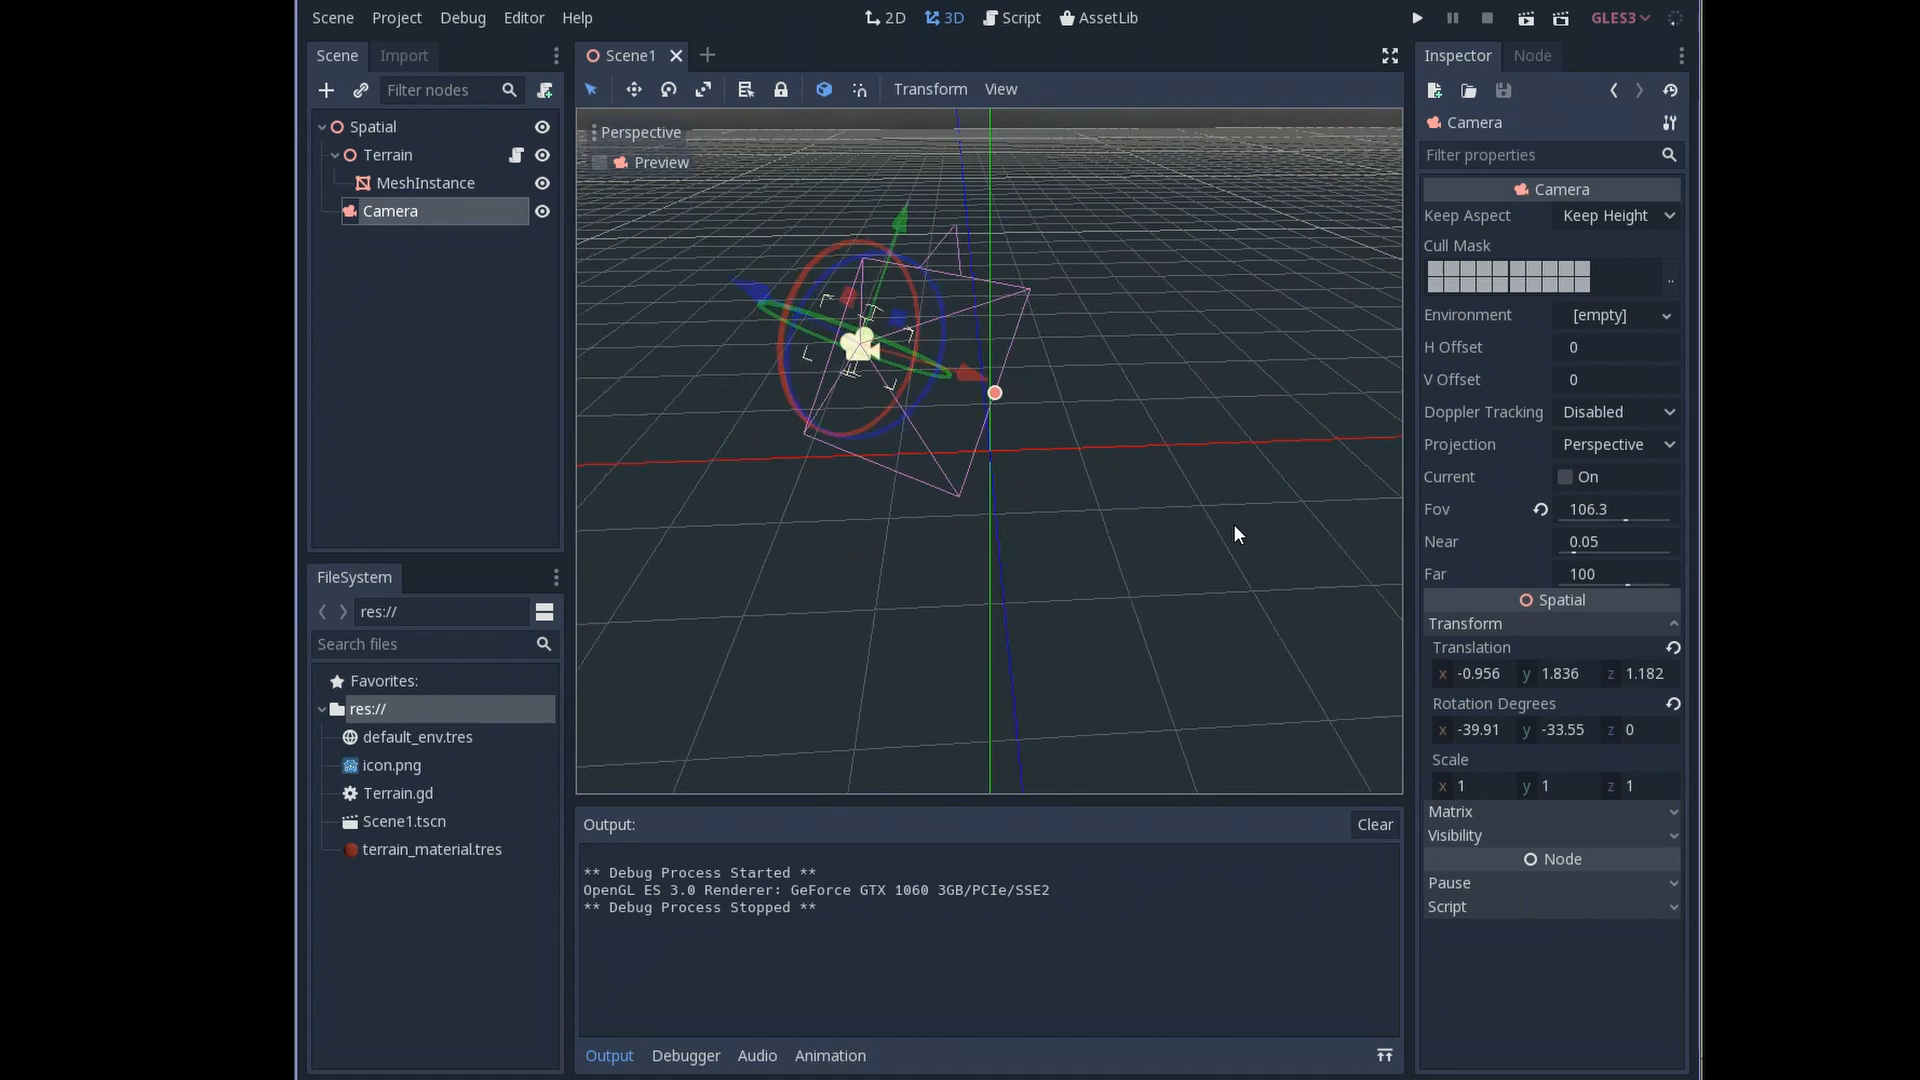 Scene Project Debug Editor Help 2D 3D Script AssetLib GLES3
Scene Import
Filter nodes
Spatial
Terrain
MeshInstance
Camera
FileSystem
res://
Search files
Favorites:
res://
default_env.tres
icon.png
Terrain.gd
Scene1.tscn
terrain_material.tres
Scene1
Transform View
Perspective
Preview
Output:
Clear
** Debug Process Started **
OpenGL ES 3.0 Renderer: GeForce GTX 1060 3GB/PCIe/SSE2
** Debug Process Stopped **
Output Debugger Audio Animation
Inspector Node
Camera
Filter properties
Camera
Keep Aspect Keep Height
Cull Mask
..
Environment [empty]
H Offset 0
V Offset 0
Doppler Tracking Disabled
Projection Perspective
Current On
Fov 106.3
Near 0.05
Far 100
Spatial
Transform
Translation
x -0.956 y 1.836 z 1.182
Rotation Degrees
x -39.91 y -33.55 z 0
Scale
x 1 y 1 z 1
Matrix
Visibility
Node
Pause
Script